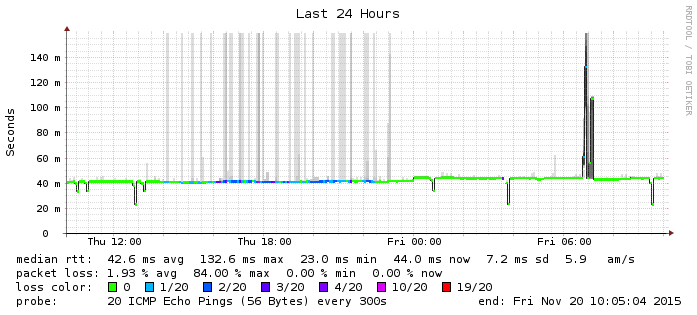 Last 24 Hours
RRDTOOL / TOBI OETIKER
Seconds
140 m
120 m
100 m
80 m
60 m
40 m
20 m
0
Thu 12:00 Thu 18:00 Fri 00:00 Fri 06:00
median rtt: 42.6 ms avg 132.6 ms max 23.0 ms min 44.0 ms now 7.2 ms sd 5.9 am/s
packet loss: 1.93 % avg 84.00 % max 0.00 % min 0.00 % now
loss color: 0 1/20 2/20 3/20 4/20 10/20 19/20
probe: 20 ICMP Echo Pings (56 Bytes) every 300s end: Fri Nov 20 10:05:04 2015